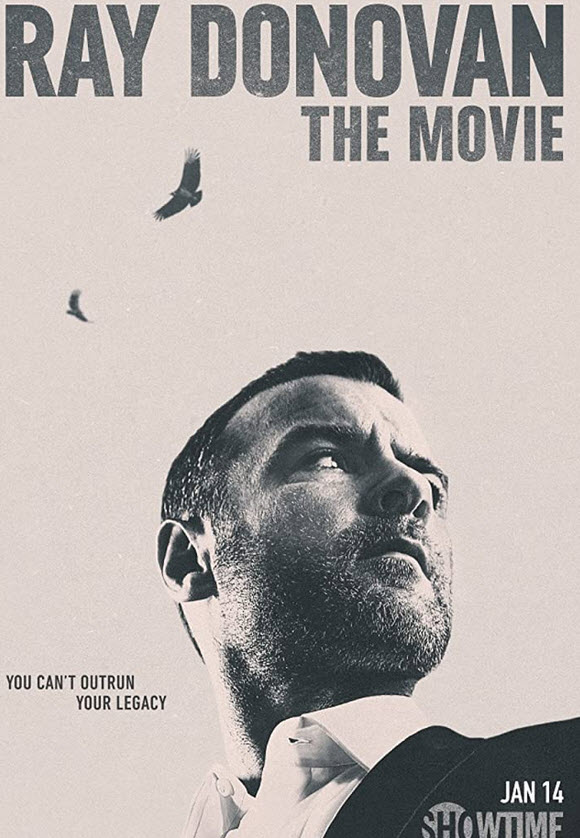 RAY DONOVAN
THE MOVIE
YOU CAN'T OUTRUN
YOUR LEGACY
JAN 14
SHOWTIME